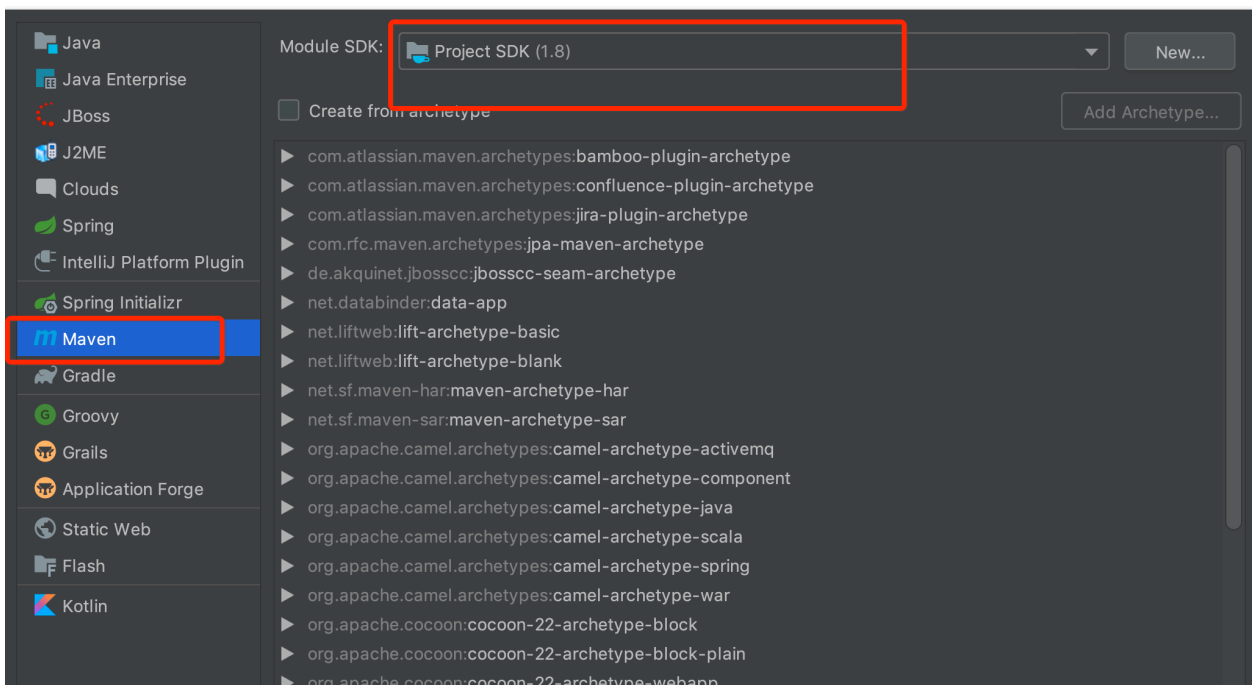 Java
Java Enterprise
JBoss
J2ME
Clouds
Spring
IntelliJ Platform Plugin
Spring Initializr
Maven
Gradle
Groovy
Grails
Application Forge
Static Web
Flash
Kotlin
Module SDK: Project SDK (1.8) New...
Create from archetype Add Archetype...
com.atlassian.maven.archetypes:bamboo-plugin-archetype
com.atlassian.maven.archetypes:confluence-plugin-archetype
com.atlassian.maven.archetypes:jira-plugin-archetype
com.rfc.maven.archetypes:jpa-maven-archetype
de.akquinet.jbosscc:jbosscc-seam-archetype
net.databinder:data-app
net.liftweb:lift-archetype-basic
net.liftweb:lift-archetype-blank
net.sf.maven-har:maven-archetype-har
net.sf.maven-sar:maven-archetype-sar
org.apache.camel.archetypes:camel-archetype-activemq
org.apache.camel.archetypes:camel-archetype-component
org.apache.camel.archetypes:camel-archetype-java
org.apache.camel.archetypes:camel-archetype-scala
org.apache.camel.archetypes:camel-archetype-spring
org.apache.camel.archetypes:camel-archetype-war
org.apache.cocoon:cocoon-22-archetype-block
org.apache.cocoon:cocoon-22-archetype-block-plain
org.apache.cocoon:cocoon-22-archetype-webapp